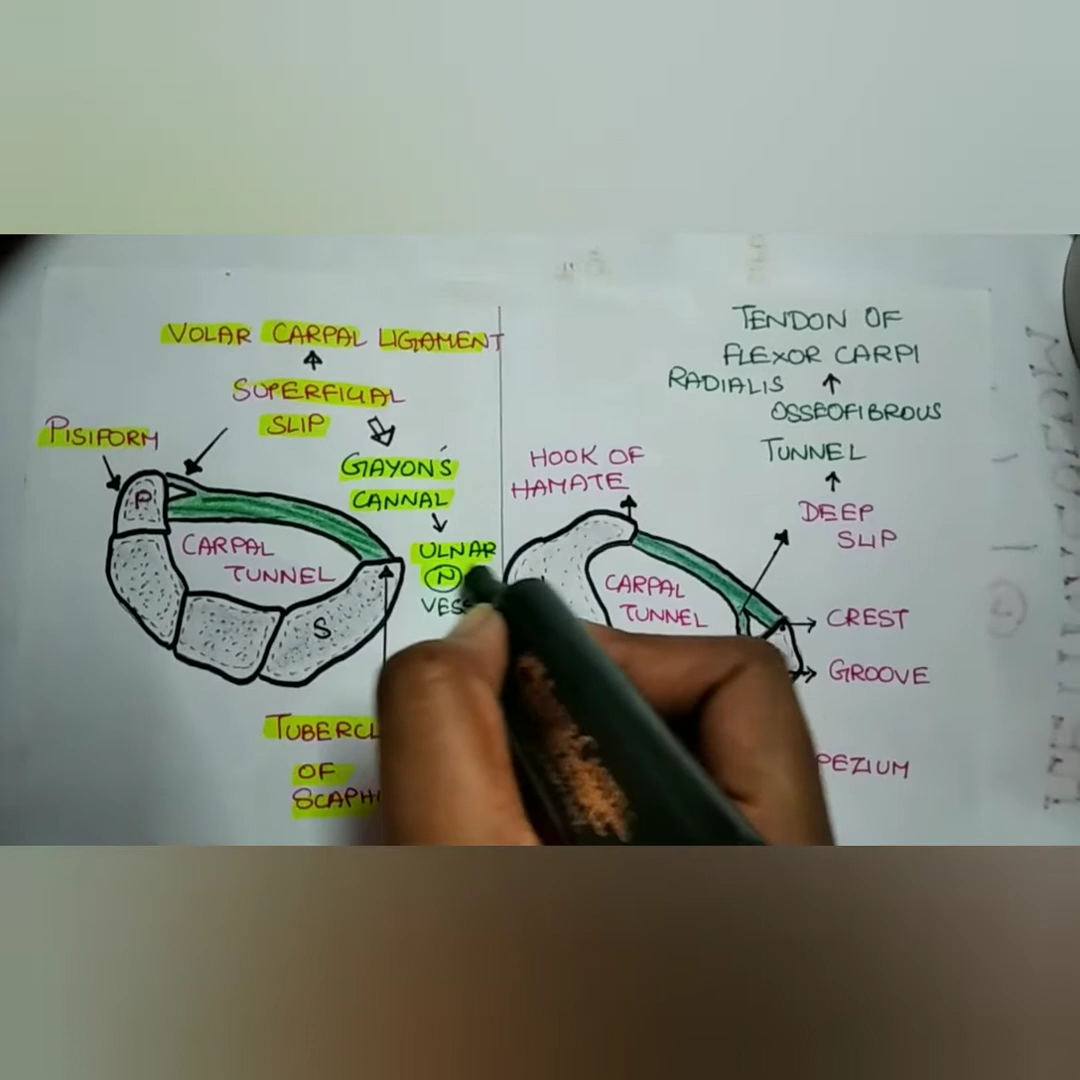 VOLAR CARPAL LIGAMENT
SUPERFICIAL
SLIP
PISIFORM
GAYON'S
CANNAL
ULNAR
N
P
CARPAL
TUNNEL
S
OF
TENDON OF
FLEXOR CARPI
RADIALIS
OSSEOFIBROUS
TUNNEL
HOOK OF
HAMATE
DEEP
SLIP
CARPAL
TUNNEL
CREST
GROOVE